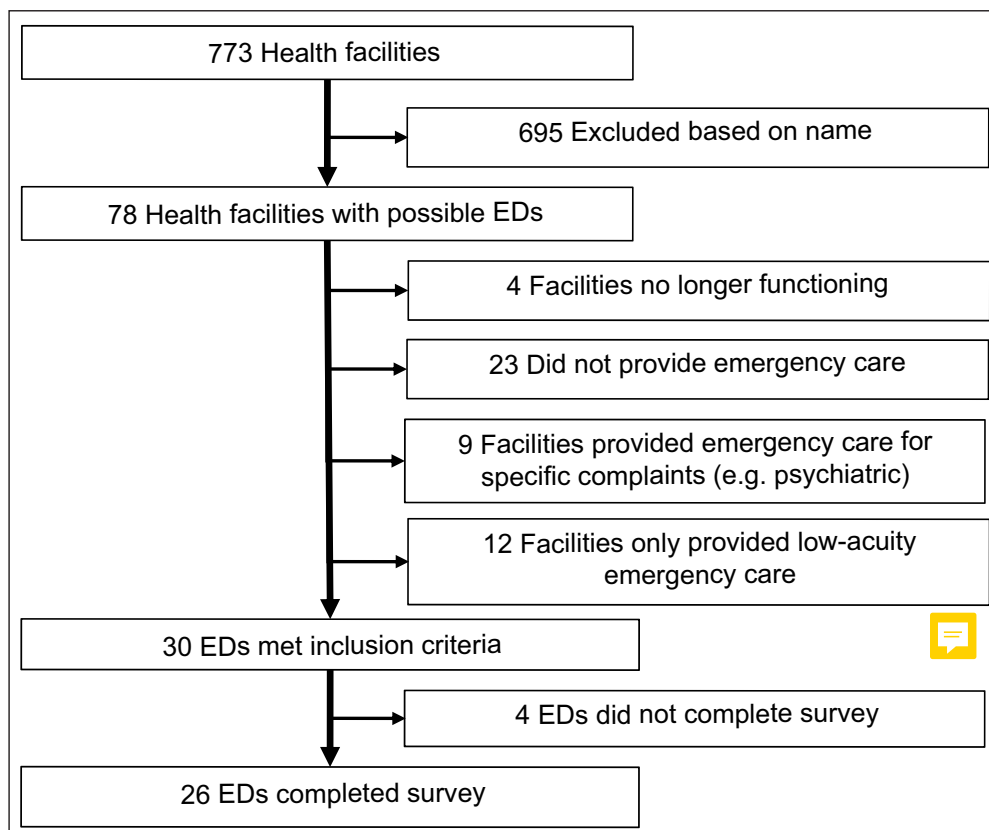 773 Health facilities
695 Excluded based on name
78 Health facilities with possible EDs
4 Facilities no longer functioning
23 Did not provide emergency care
9 Facilities provided emergency care for
specific complaints (e.g. psychiatric)
12 Facilities only provided low-acuity
emergency care
30 EDs met inclusion criteria
4 EDs did not complete survey
26 EDs completed survey